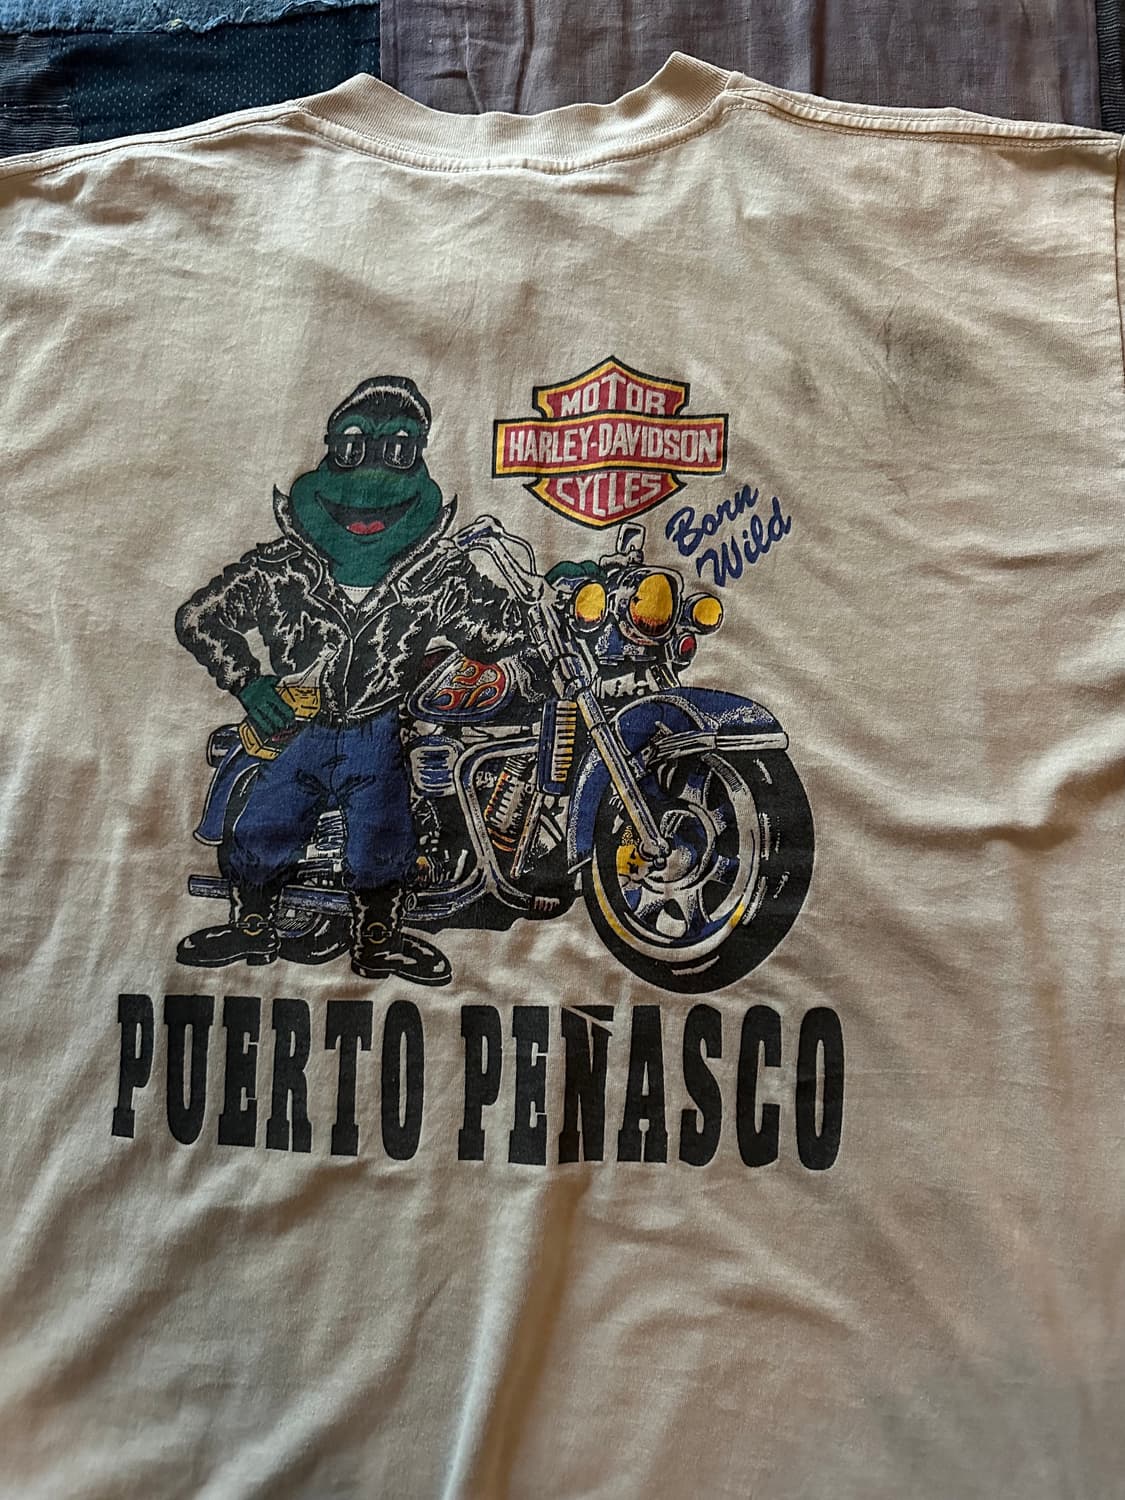 MOTOR
HARLEY-DAVIDSON
CYCLES
Born
Wild
PUERTO PEÑASCO